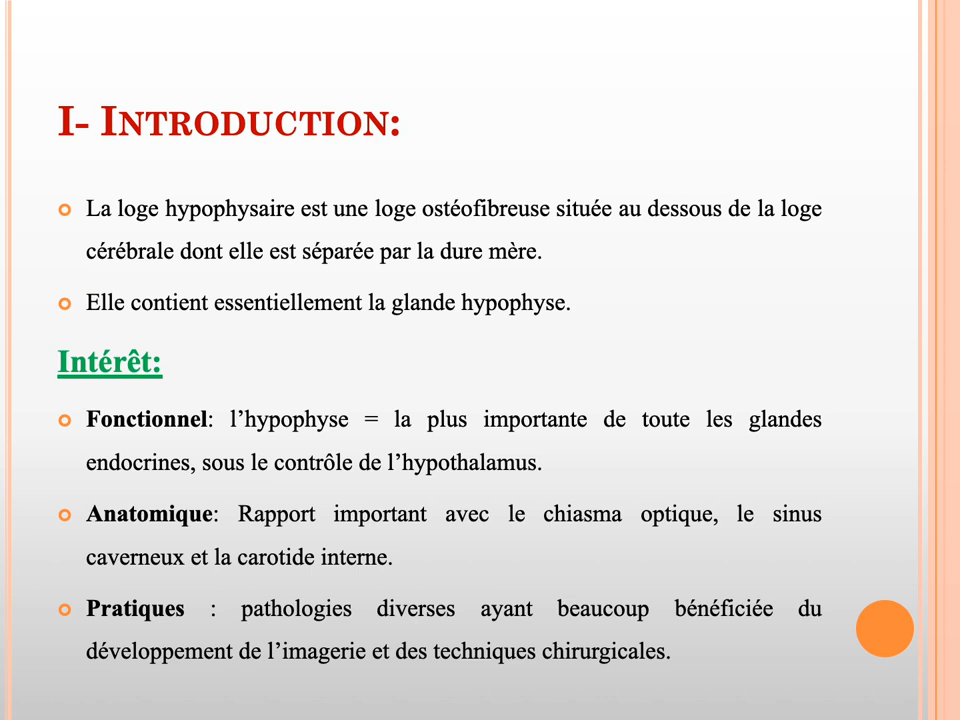 I- INTRODUCTION:
La loge hypophysaire est une loge ostéofibreuse située au dessous de la loge
cérébrale dont elle est séparée par la dure mère.
Elle contient essentiellement la glande hypophyse.
Intérêt:
Fonctionnel: l’hypophyse = la plus importante de toute les glandes
endocrines, sous le contrôle de l’hypothalamus.
Anatomique: Rapport important avec le chiasma optique, le sinus
caverneux et la carotide interne.
Pratiques : pathologies diverses ayant beaucoup bénéficiée du
développement de l’imagerie et des techniques chirurgicales.